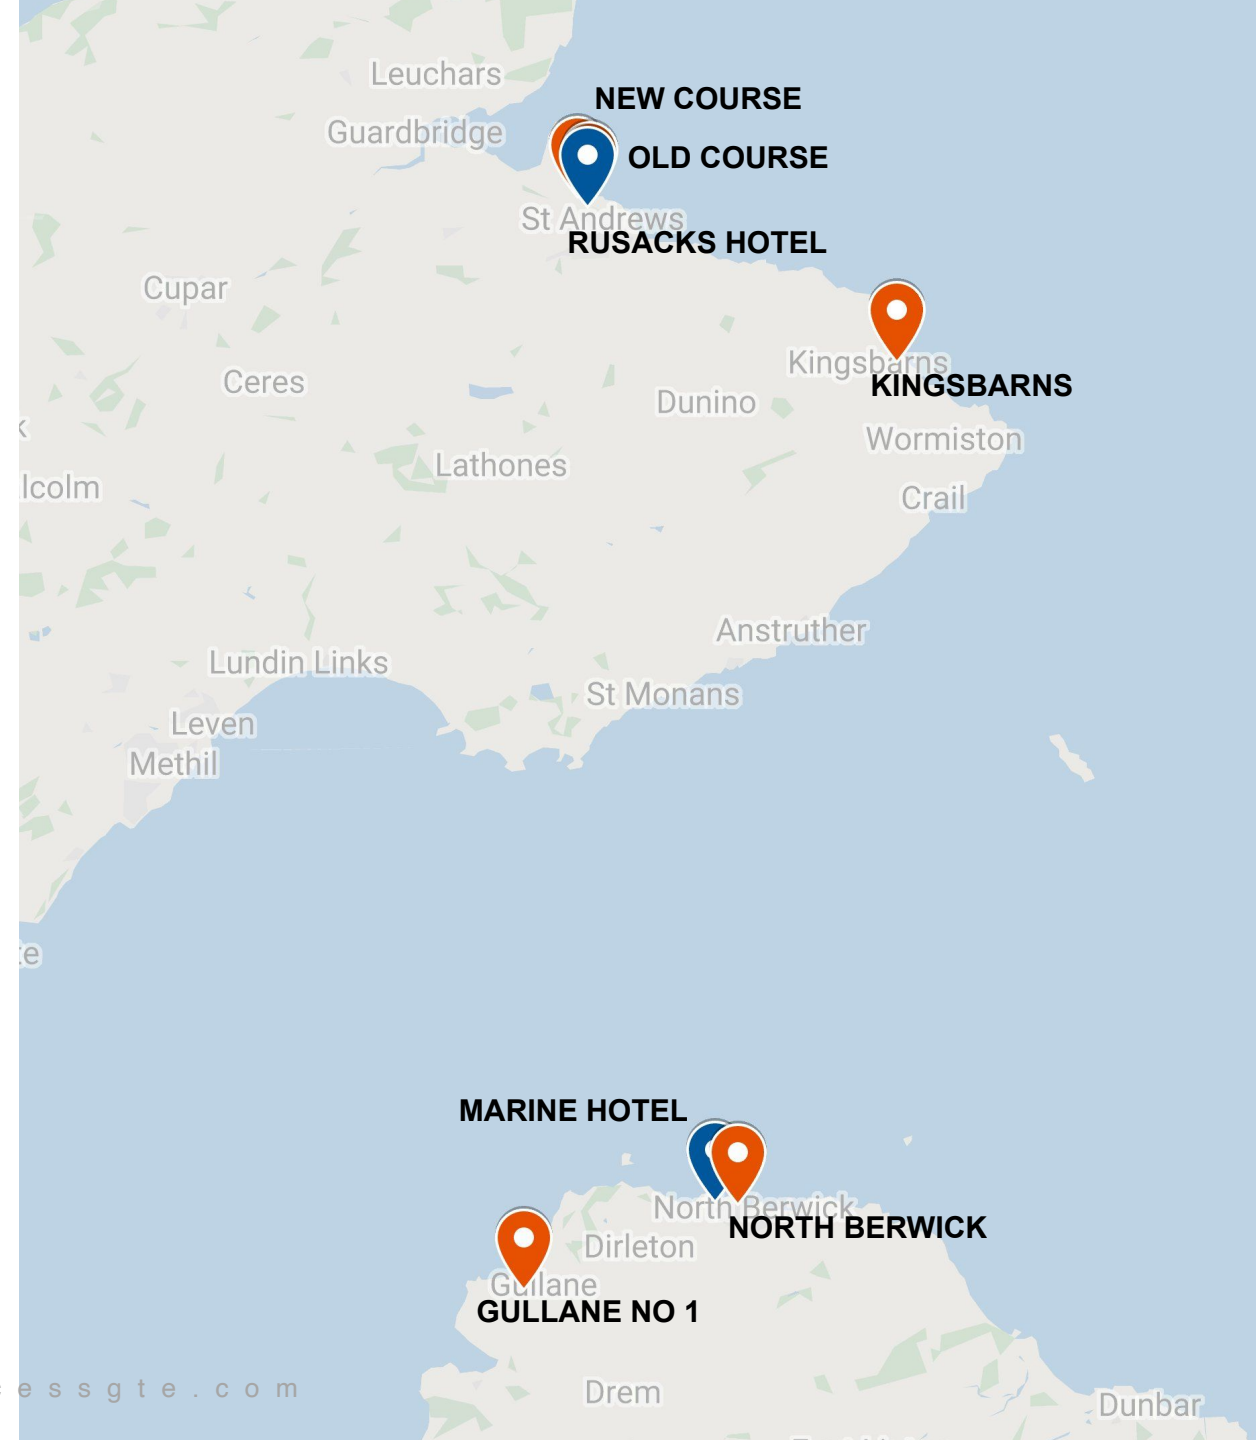 Leuchars
NEW COURSE
Guardbridge
OLD COURSE
St Andrews
RUSACKS HOTEL
Cupar
Kingsbarns
Ceres
KINGSBARNS
Dunino
Wormiston
Lathones
lcolm
Crail
Anstruther
Lundin Links
St Monans
Leven
Methil
MARINE HOTEL
North Berwick
NORTH BERWICK
Dirleton
Gullane
GULLANE NO 1
essgte.com
Drem
Dunbar